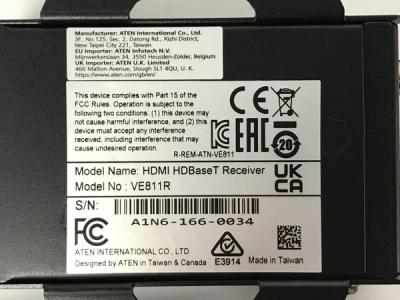 Manufacturer: ATEN International Co., Ltd.
3F., No.125, Sec. 2, Datong Rd., Xizhi District,
New Taipei City 221, Taiwan
EU Importer: ATEN Infotech N.V.
Mijnwerkerslaan 34, 3550 Heusden-Zolder, Belgium
UK Importer: ATEN U.K. Limited
466 Malton Avenue, Slough SL1 4QU, U. K.
www.aten.com/gb/en/
This device complies with Part 15 of the
FCC Rules. Operation is subject to the
following two conditions: (1) this device may
not cause harmful interference, and (2) this
device must accept any interference
received, including interference that may
cause undesired operation.
EAC
20
R-REM-ATN-VE811
Model Name: HDMI HDBaseT Receiver
Model No : VE811R
UK
CA
S/N:
A1N6-166-0034
FC
ATEN INTERNATIONAL CO., LTD
Designed by ATEN in Taiwan & Canada
E3914
Made in Taiwan